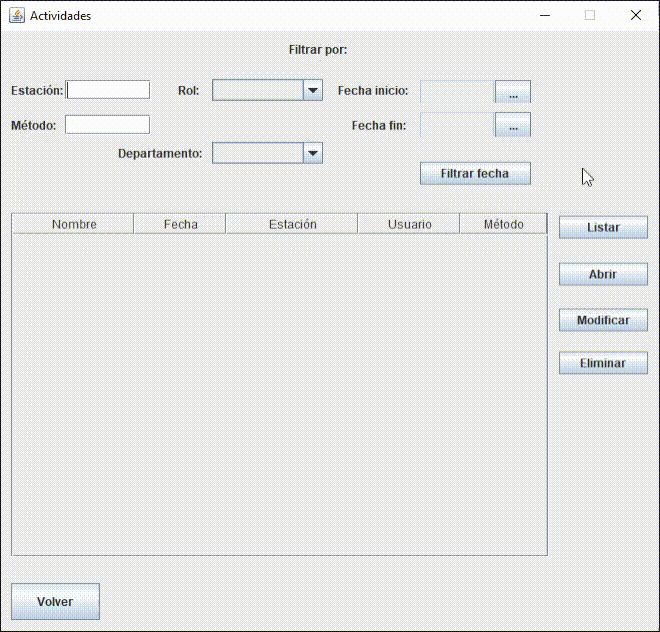 Actividades
Filtrar por:
Estación: Rol: Fecha inicio: ...
Método: Fecha fin: ...
Departamento:
Filtrar fecha
Nombre Fecha Estación Usuario Método
Listar
Abrir
Modificar
Eliminar
Volver